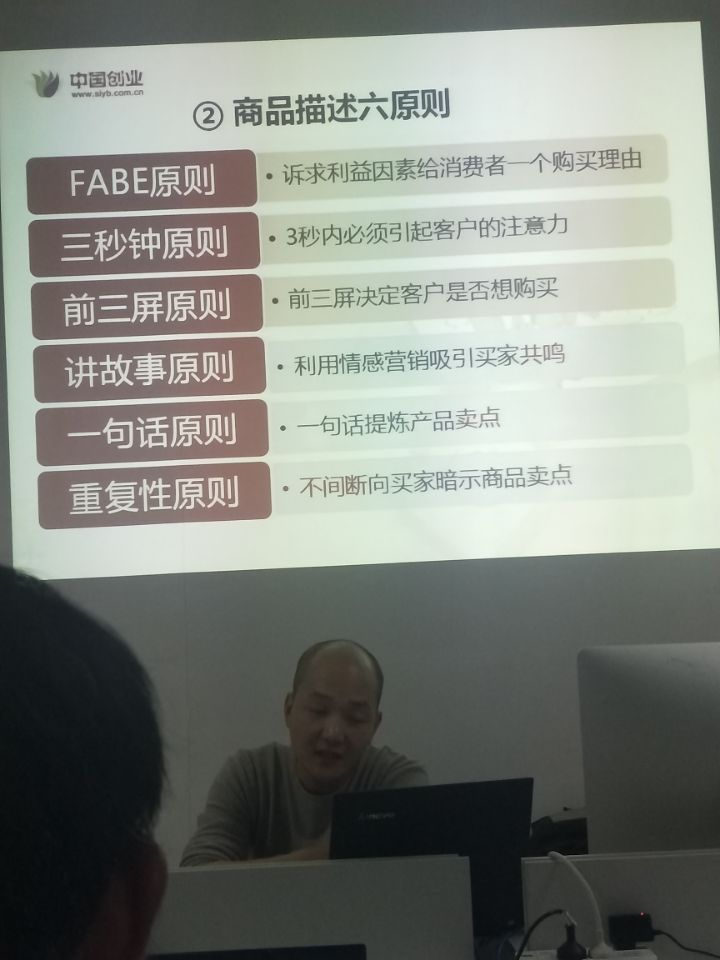 中国创业
www.siyb.com.cn
② 商品描述六原则
FABE原则
• 诉求利益因素给消费者一个购买理由
三秒钟原则
• 3秒内必须引起客户的注意力
前三屏原则
• 前三屏决定客户是否想购买
讲故事原则
• 利用情感营销吸引买家共鸣
一句话原则
• 一句话提炼产品卖点
重复性原则
• 不间断向买家暗示商品卖点
lenovo